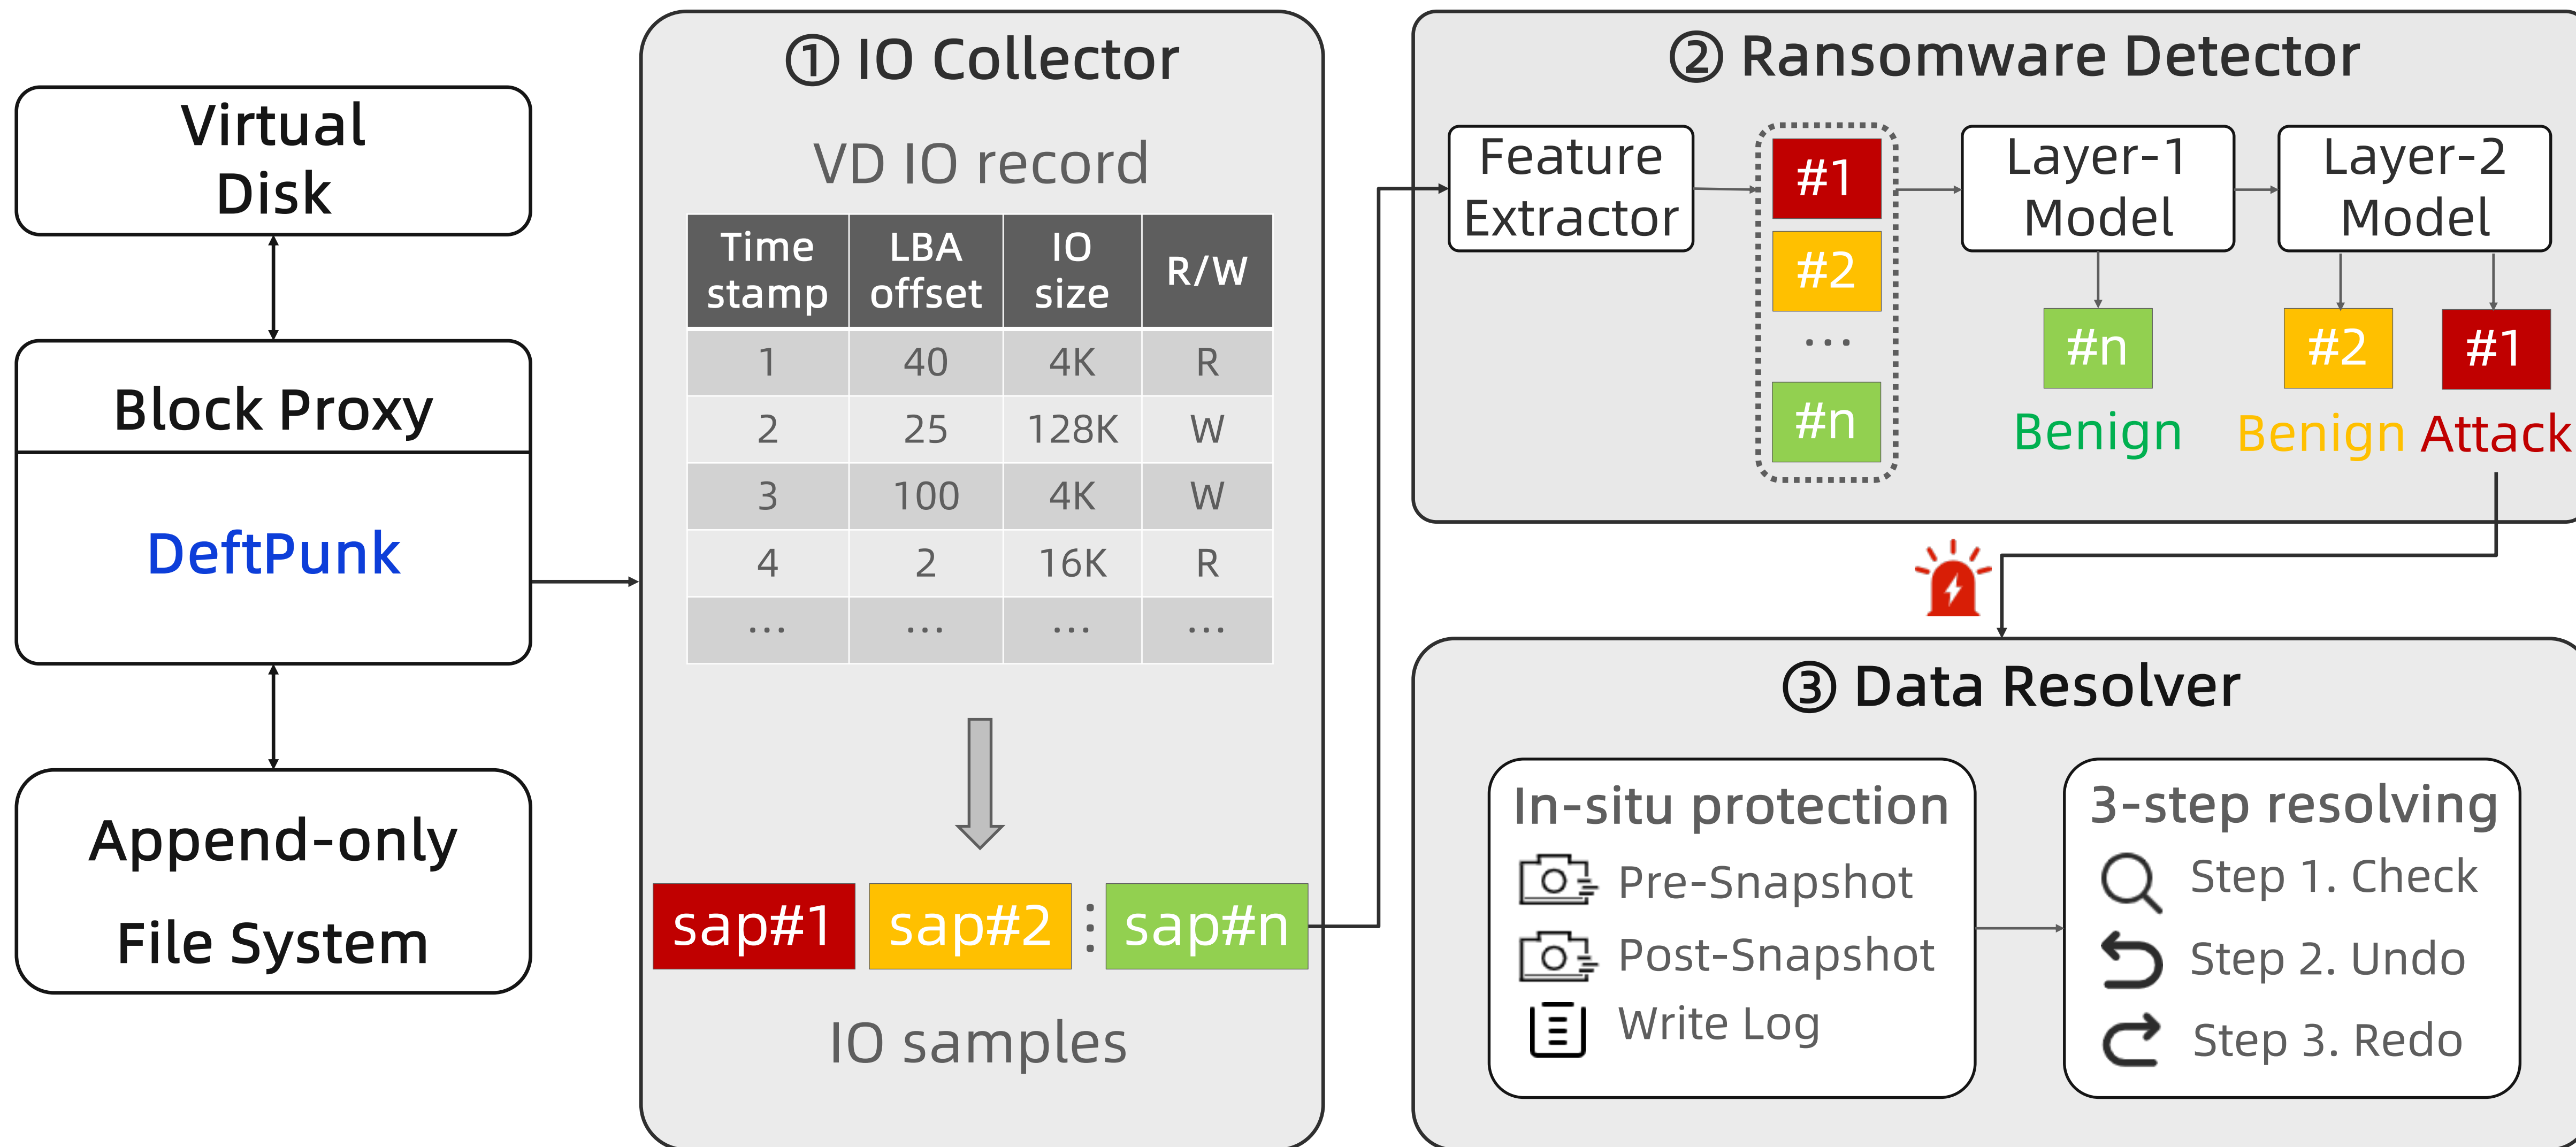 Virtual
Disk
Block Proxy
DeftPunk
Append-only
File System
① IO Collector
VD IO record
Time stamp LBA offset IO size R/W
1 40 4K R
2 25 128K W
3 100 4K W
4 2 16K R
... ... ... ...
sap#1 sap#2 ⋮ sap#n
IO samples
② Ransomware Detector
Feature
Extractor
#1
#2
...
#n
Layer-1
Model
Layer-2
Model
#n #2 #1
Benign Benign Attack
③ Data Resolver
In-situ protection
Pre-Snapshot
Post-Snapshot
Write Log
3-step resolving
Step 1. Check
Step 2. Undo
Step 3. Redo